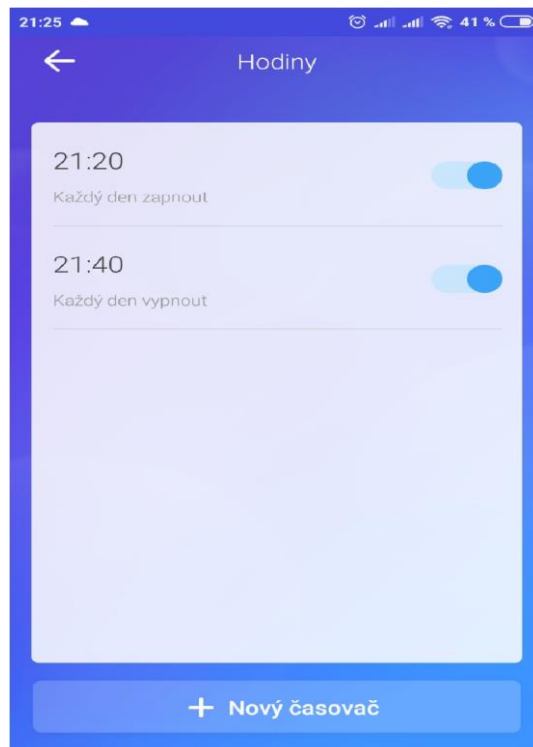 21:25 41 %
Hodiny
21:20
Každý den zapnout
21:40
Každý den vypnout
+ Nový časovač